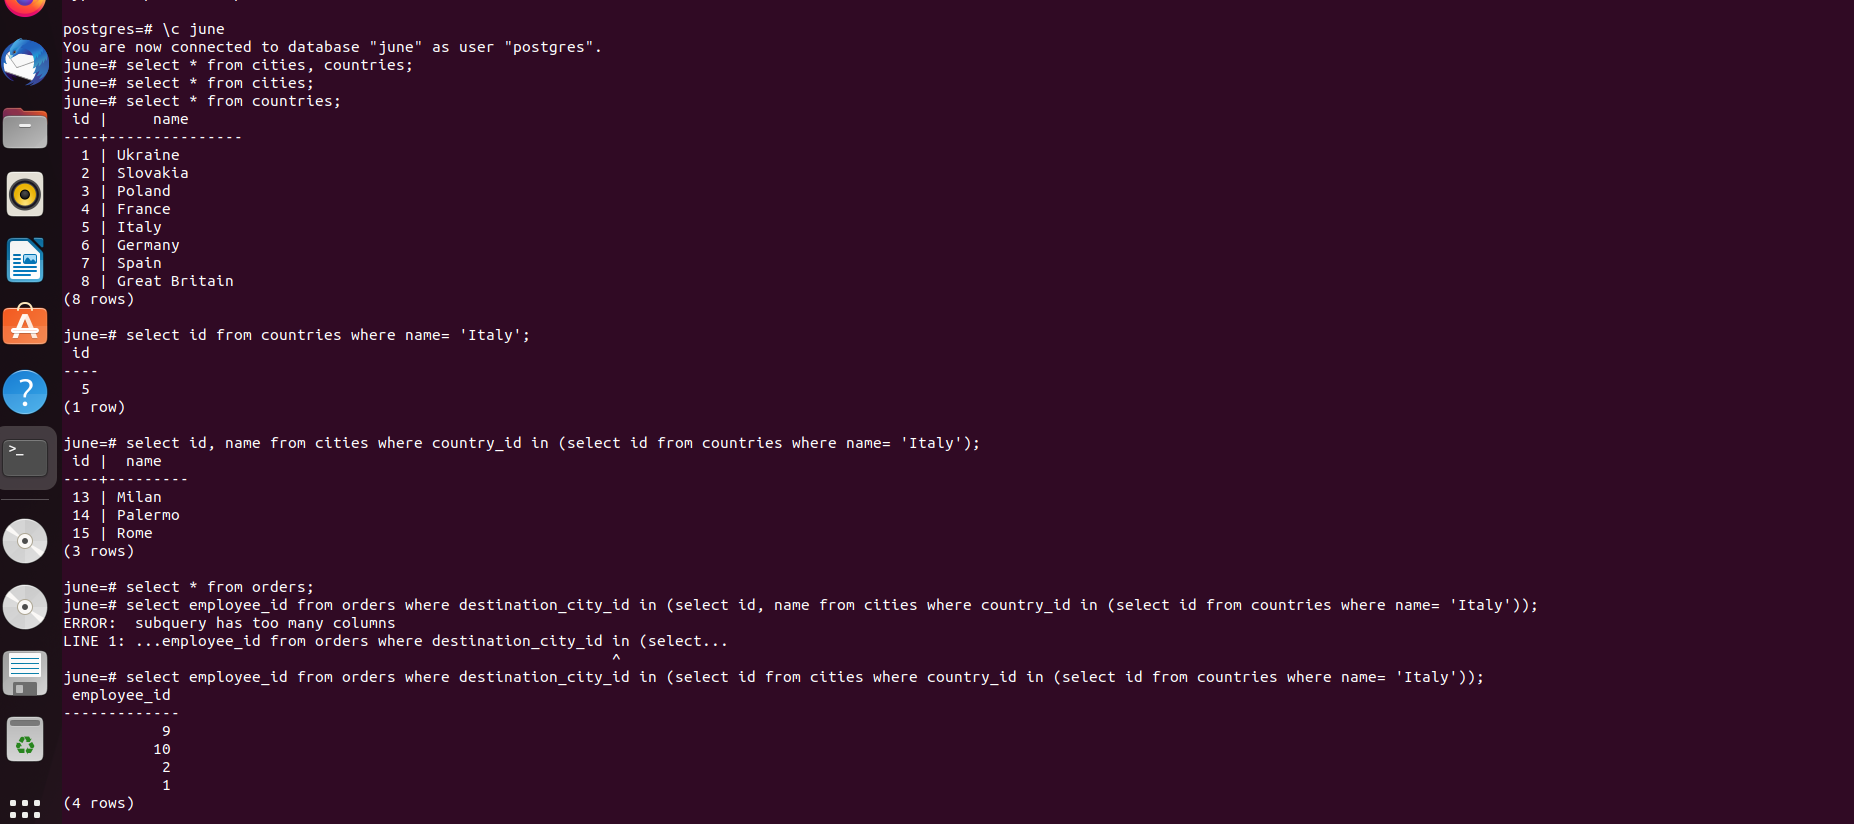 postgres=# \c june
You are now connected to database "june" as user "postgres".
june=# select * from cities, countries;
june=# select * from cities;
june=# select * from countries;
 id |     name
----+---------------
  1 | Ukraine
  2 | Slovakia
  3 | Poland
  4 | France
  5 | Italy
  6 | Germany
  7 | Spain
  8 | Great Britain
(8 rows)

june=# select id from countries where name= 'Italy';
 id
----
  5
(1 row)

june=# select id, name from cities where country_id in (select id from countries where name= 'Italy');
 id |  name
----+---------
 13 | Milan
 14 | Palermo
 15 | Rome
(3 rows)

june=# select * from orders;
june=# select employee_id from orders where destination_city_id in (select id, name from cities where country_id in (select id from countries where name= 'Italy'));
ERROR:  subquery has too many columns
LINE 1: ...employee_id from orders where destination_city_id in (select...
                                                             ^
june=# select employee_id from orders where destination_city_id in (select id from cities where country_id in (select id from countries where name= 'Italy'));
 employee_id
-------------
           9
          10
           2
           1
(4 rows)